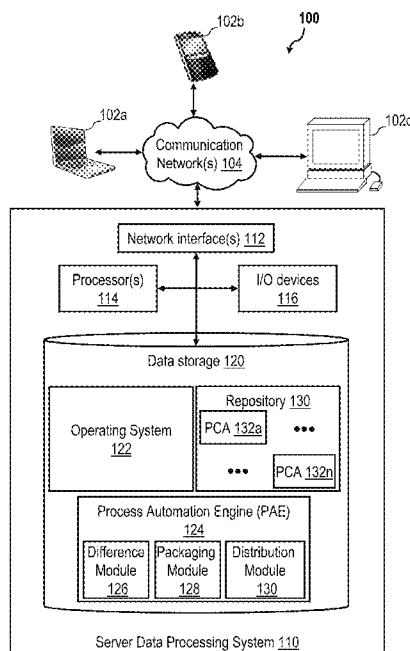 102b
100
102a
102c
Communication
Network(s) 104
Network interface(s) 112
Processor(s)
114
I/O devices
116
Data storage 120
Operating System
122
Repository 130
PCA 132a
PCA 132n
Process Automation Engine (PAE)
124
Difference
Module
126
Packaging
Module
128
Distribution
Module
130
Server Data Processing System 110